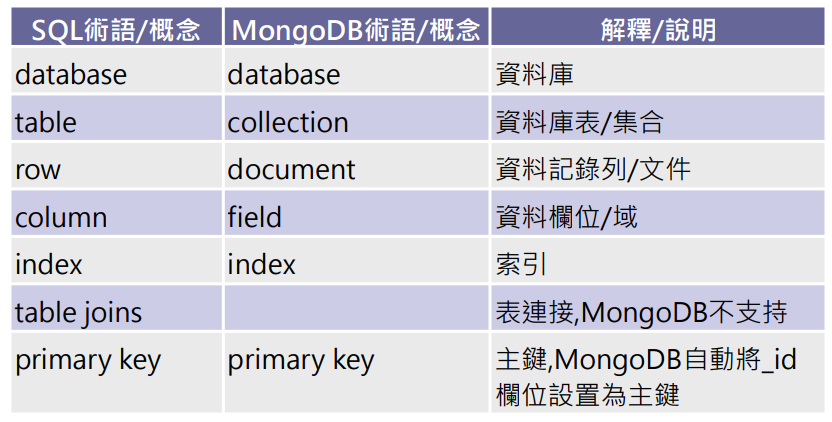 SQL術語/概念 MongoDB術語/概念 解釋/說明
database database 資料庫
table collection 資料庫表/集合
row document 資料記錄列/文件
column field 資料欄位/域
index index 索引
table joins 表連接,MongoDB不支持
primary key primary key 主鍵,MongoDB自動將_id
欄位設置為主鍵